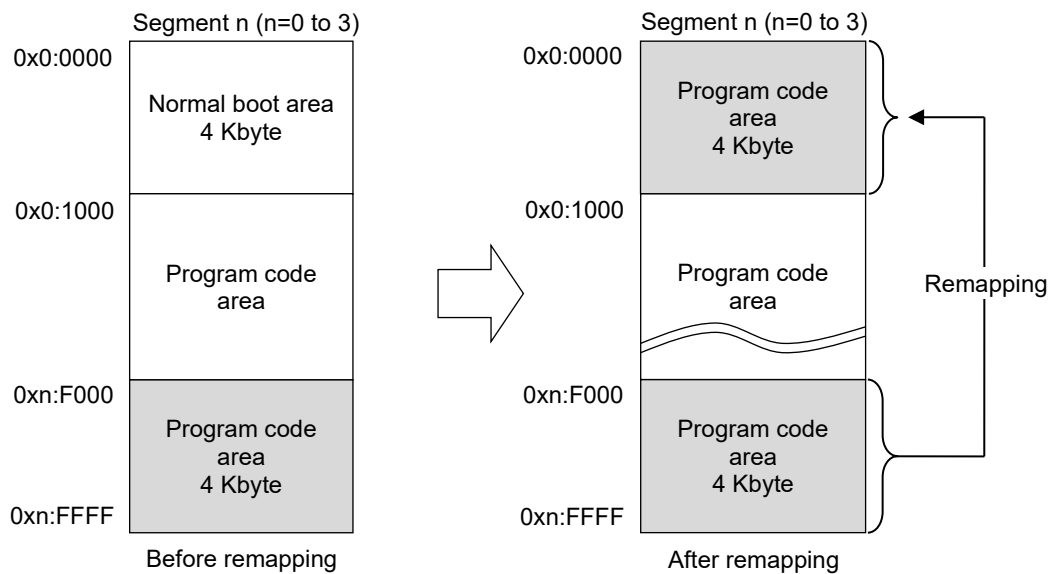 Segment n (n=0 to 3)
0x0:0000
Normal boot area
4 Kbyte
0x0:1000
Program code
area
0xn:F000
Program code
area
4 Kbyte
0xn:FFFF
Before remapping
Segment n (n=0 to 3)
0x0:0000
Program code
area
4 Kbyte
0x0:1000
Program code
area
Remapping
0xn:F000
Program code
area
4 Kbyte
0xn:FFFF
After remapping